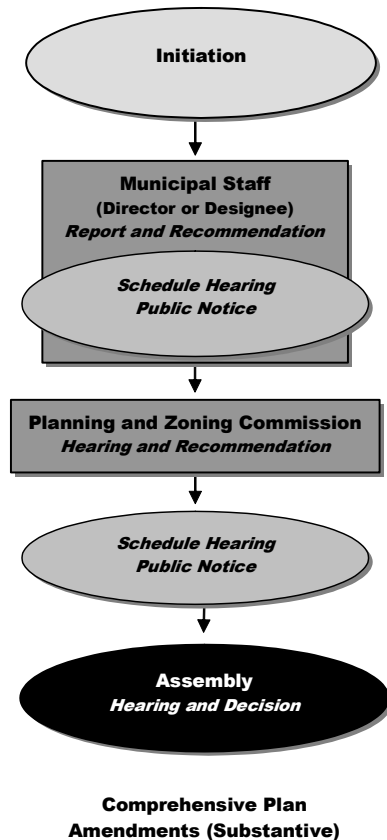 Initiation
Municipal Staff
(Director or Designee)
Report and Recommendation
Schedule Hearing
Public Notice
Planning and Zoning Commission
Hearing and Recommendation
Schedule Hearing
Public Notice
Assembly
Hearing and Decision
Comprehensive Plan
Amendments (Substantive)